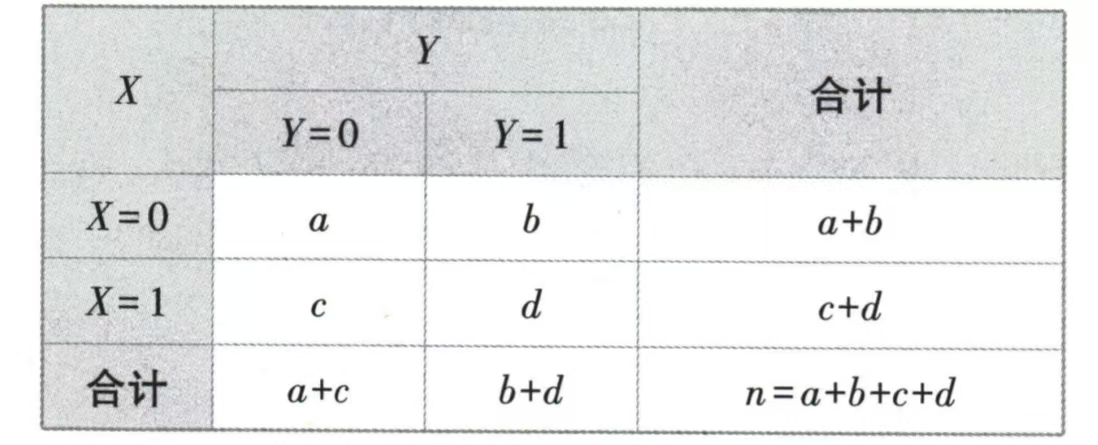 X Y 合计
Y=0 Y=1
X=0 a b a+b
X=1 c d c+d
合计 a+c b+d n=a+b+c+d